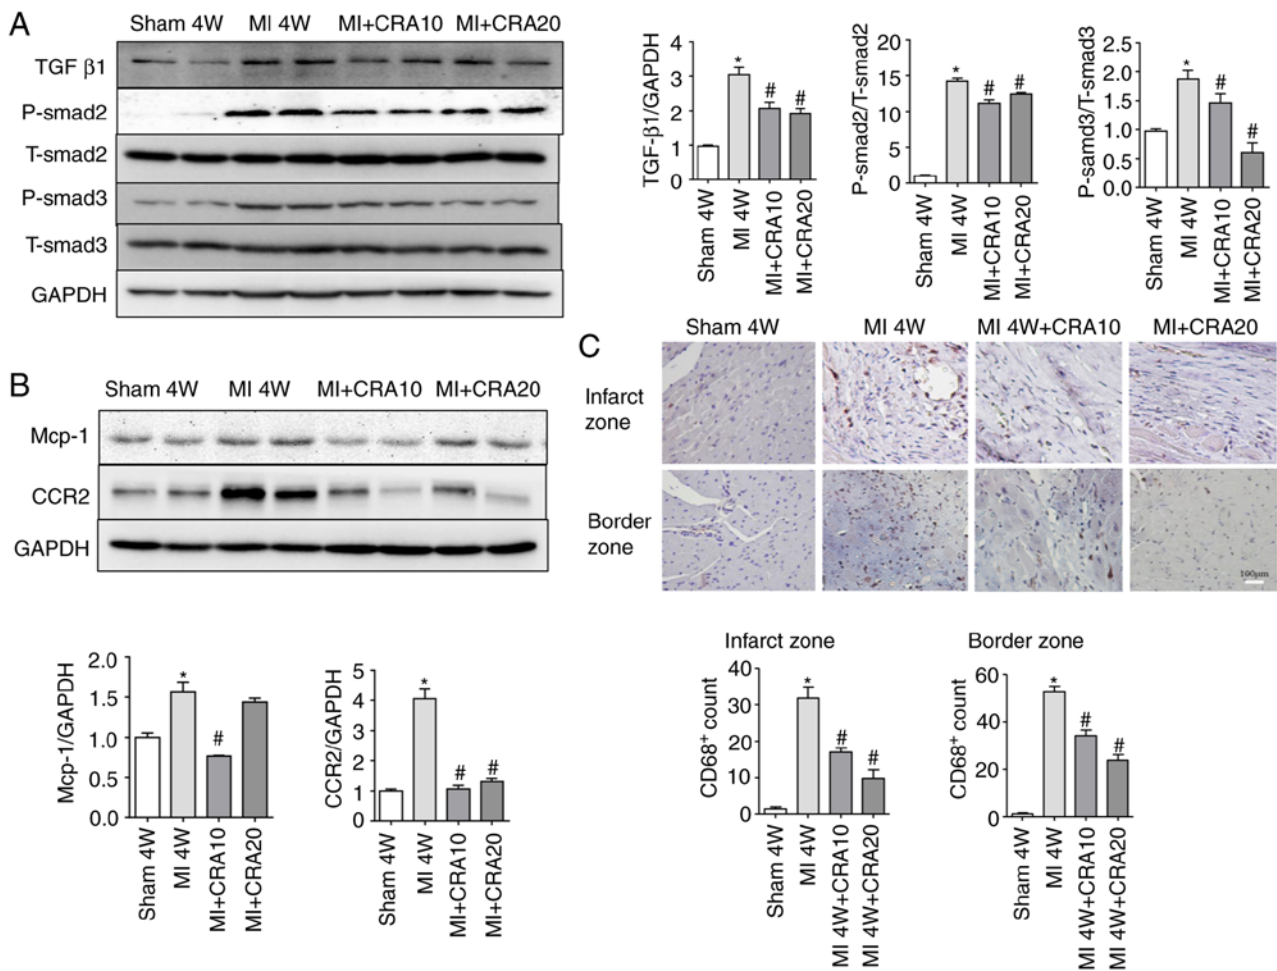 A
Sham 4W MI 4W MI+CRA10 MI+CRA20
TGF β1
P-smad2
T-smad2
P-smad3
T-smad3
GAPDH
TGF-β1/GAPDH
4
3
2
1
0
Sham 4W
MI 4W
MI+CRA10
MI+CRA20
*
#
#
P-smad2/T-smad2
20
15
10
5
0
Sham 4W
MI 4W
MI+CRA10
MI+CRA20
*
#
#
P-samd3/T-smad3
2.5
2.0
1.5
1.0
0.5
0.0
Sham 4W
MI 4W
MI+CRA10
MI+CRA20
*
#
#
B
Sham 4W MI 4W MI+CRA10 MI+CRA20
Mcp-1
CCR2
GAPDH
Mcp-1/GAPDH
2.0
1.5
1.0
0.5
0.0
Sham 4W
MI 4W
MI+CRA10
MI+CRA20
*
#
CCR2/GAPDH
5
4
3
2
1
0
Sham 4W
MI 4W
MI+CRA10
MI+CRA20
*
#
#
C
Sham 4W MI 4W MI 4W+CRA10 MI+CRA20
Infarct
zone
Border
zone
100μm
Infarct zone
CD68+ count
40
30
20
10
0
Sham 4W
MI 4W
MI 4W+CRA10
MI 4W+CRA20
*
#
#
Border zone
CD68+ count
60
40
20
0
Sham 4W
MI 4W
MI 4W+CRA10
MI 4W+CRA20
*
#
#